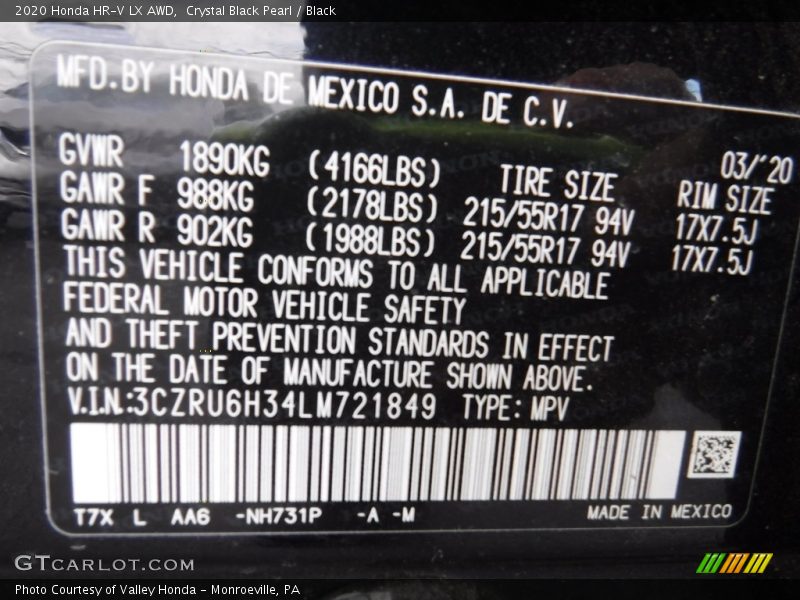 2020 Honda HR-V LX AWD,  Crystal Black Pearl / Black
MFD.BY HONDA DE MEXICO S.A. DE C.V.
03/'20
GVWR 1890KG (4166LBS) TIRE SIZE RIM SIZE
GAWR F 988KG (2178LBS) 215/55R17 94V 17X7.5J
GAWR R 902KG (1988LBS) 215/55R17 94V 17X7.5J
THIS VEHICLE CONFORMS TO ALL APPLICABLE
FEDERAL MOTOR VEHICLE SAFETY
AND THEFT PREVENTION STANDARDS IN EFFECT
ON THE DATE OF MANUFACTURE SHOWN ABOVE.
V.I.N.:3CZRU6H34LM721849 TYPE: MPV
T7X L AA6 -NH731P -A -M MADE IN MEXICO
GTCARLOT.COM
Photo Courtesy of Valley Honda - Monroeville, PA